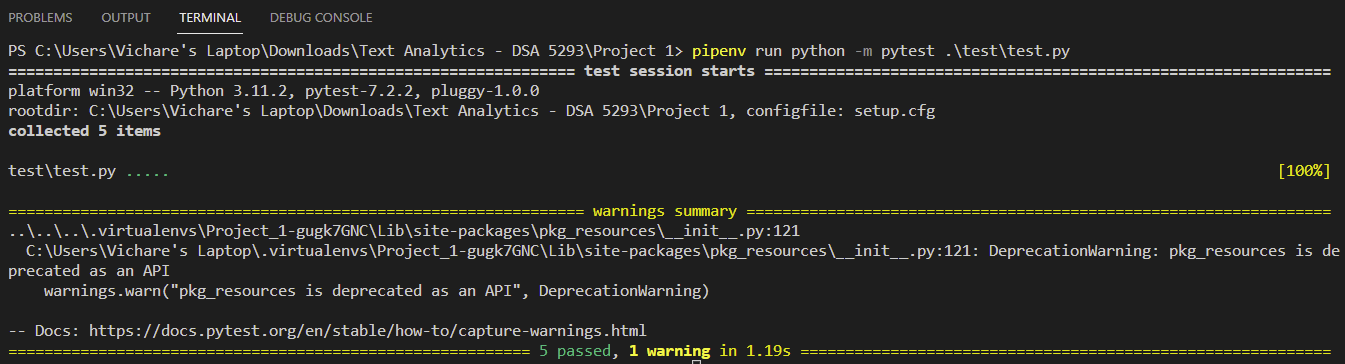 PROBLEMS OUTPUT TERMINAL DEBUG CONSOLE
PS C:\Users\Vichare's Laptop\Downloads\Text Analytics - DSA 5293\Project 1> pipenv run python -m pytest .\test\test.py
=============================================================== test session starts ===============================================================
platform win32 -- Python 3.11.2, pytest-7.2.2, pluggy-1.0.0
rootdir: C:\Users\Vichare's Laptop\Downloads\Text Analytics - DSA 5293\Project 1, configfile: setup.cfg
collected 5 items
test\test.py ..... [100%]
================================================================ warnings summary =================================================================
..\..\..\.virtualenvs\Project_1-gugk7GNC\Lib\site-packages\pkg_resources\__init__.py:121
C:\Users\Vichare's Laptop\.virtualenvs\Project_1-gugk7GNC\Lib\site-packages\pkg_resources\__init__.py:121: DeprecationWarning: pkg_resources is de
precated as an API
warnings.warn("pkg_resources is deprecated as an API", DeprecationWarning)
-- Docs: https://docs.pytest.org/en/stable/how-to/capture-warnings.html
========================================================== 5 passed, 1 warning in 1.19s ===========================================================